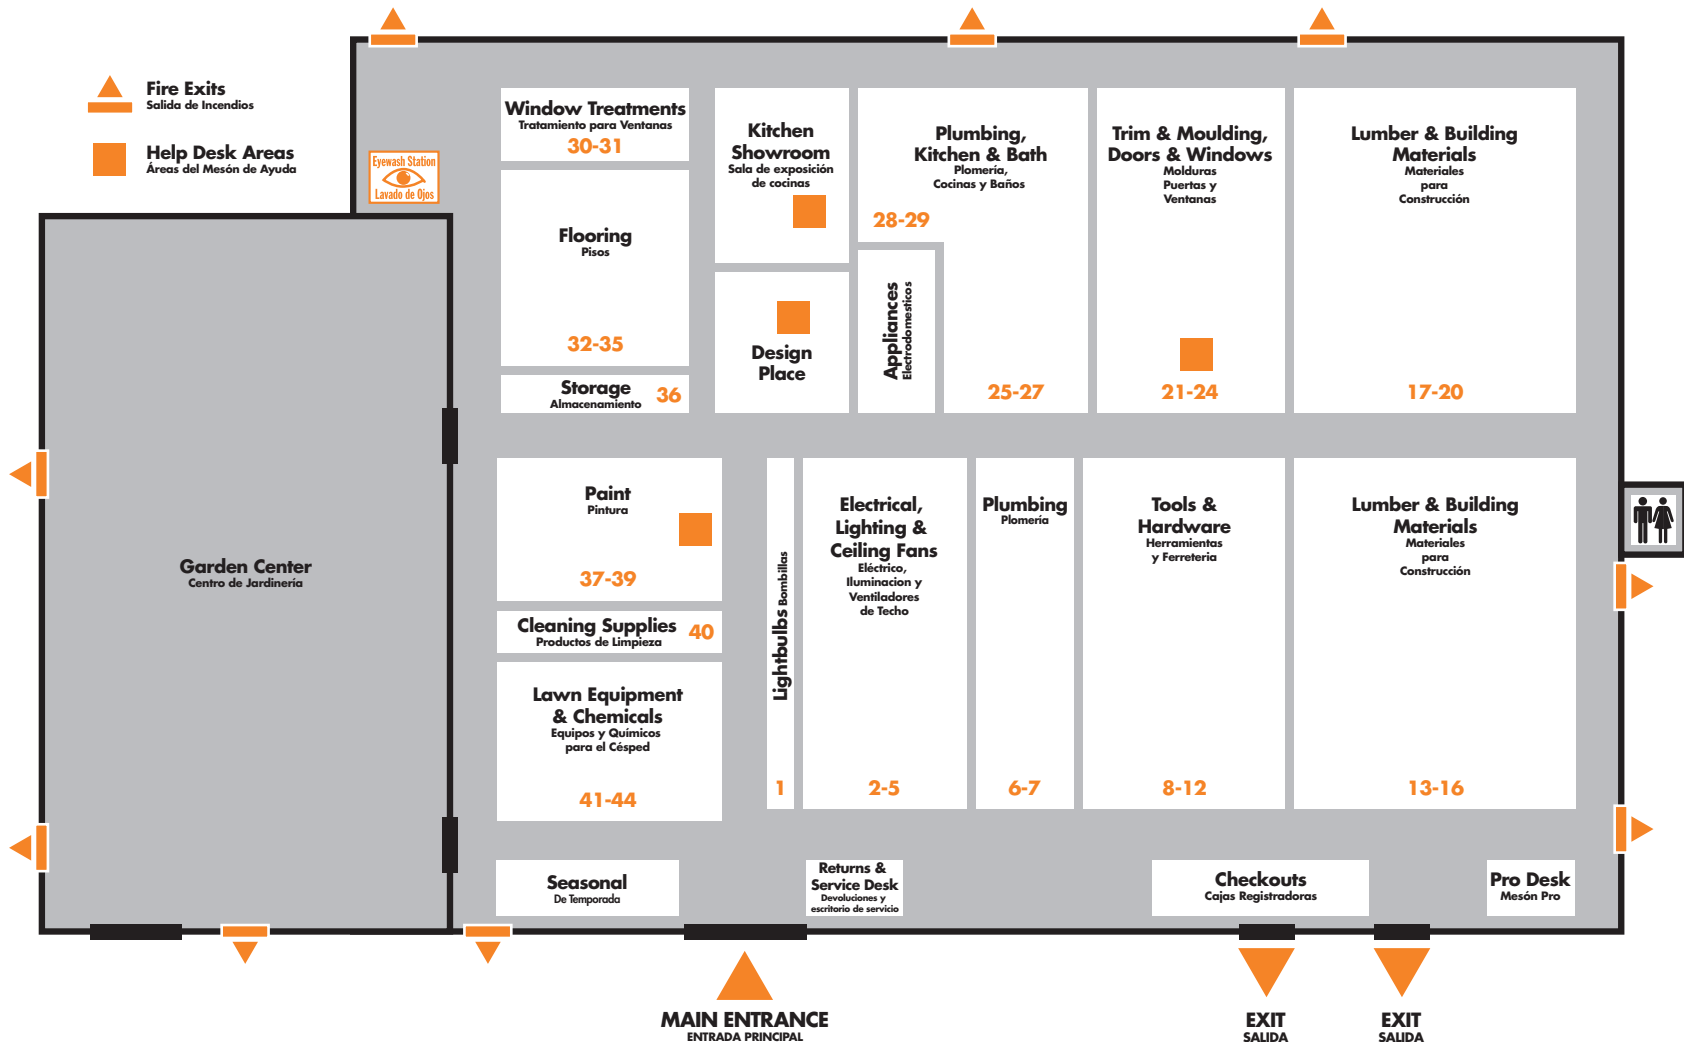 Fire Exits
Salida de Incendios
Help Desk Areas
Áreas del Mesón de Ayuda
Eyewash Station
Lavado de Ojos
Window Treatments
Tratamiento para Ventanas
30-31
Flooring
Pisos
32-35
Storage
Almacenamiento
36
Kitchen
Showroom
Sala de exposición
de cocinas
Design
Place
Plumbing,
Kitchen & Bath
Plomería,
Cocinas y Baños
28-29
25-27
Appliances
Electrodomesticos
Trim & Moulding,
Doors & Windows
Molduras
Puertas y
Ventanas
21-24
Lumber & Building
Materials
Materiales
para
Construcción
17-20
Garden Center
Centro de Jardinería
Paint
Pintura
37-39
Cleaning Supplies
Productos de Limpieza
40
Lawn Equipment
& Chemicals
Equipos y Químicos
para el Césped
41-44
Lightbulbs Bombillas
1
Electrical,
Lighting &
Ceiling Fans
Eléctrico,
Iluminacion y
Ventiladores
de Techo
2-5
Plumbing
Plomería
6-7
Tools &
Hardware
Herramientas
y Ferreteria
8-12
Lumber & Building
Materials
Materiales
para
Construcción
13-16
Seasonal
De Temporada
Returns &
Service Desk
Devoluciones y
escritorio de servicio
Checkouts
Cajas Registradoras
Pro Desk
Mesón Pro
MAIN ENTRANCE
ENTRADA PRINCIPAL
EXIT
SALIDA
EXIT
SALIDA